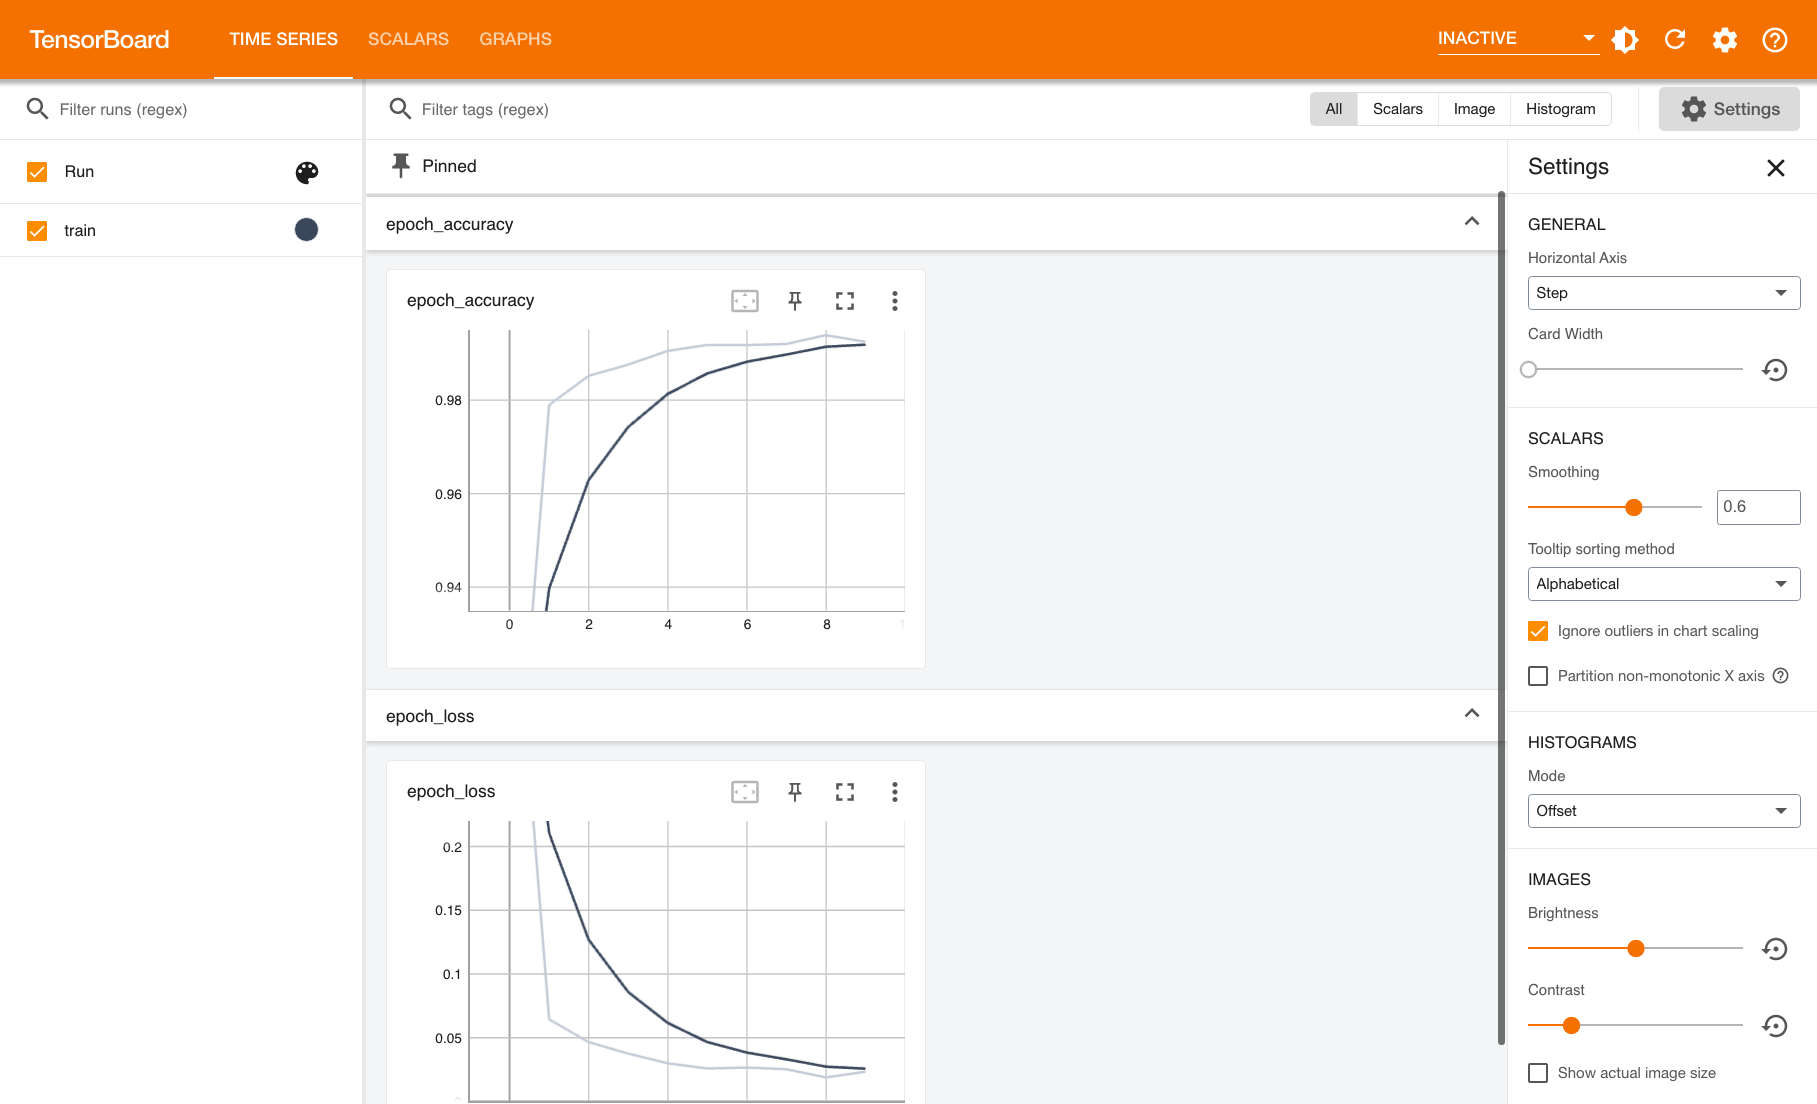 TensorBoard
TIME SERIES
SCALARS
GRAPHS
INACTIVE
Filter runs (regex)
Run
train
Filter tags (regex)
All
Scalars
Image
Histogram
Settings
Pinned
epoch_accuracy
epoch_accuracy
0.98
0.96
0.94
0
2
4
6
8
epoch_loss
epoch_loss
0.2
0.15
0.1
0.05
Settings
GENERAL
Horizontal Axis
Step
Card Width
SCALARS
Smoothing
0.6
Tooltip sorting method
Alphabetical
Ignore outliers in chart scaling
Partition non-monotonic X axis
HISTOGRAMS
Mode
Offset
IMAGES
Brightness
Contrast
Show actual image size